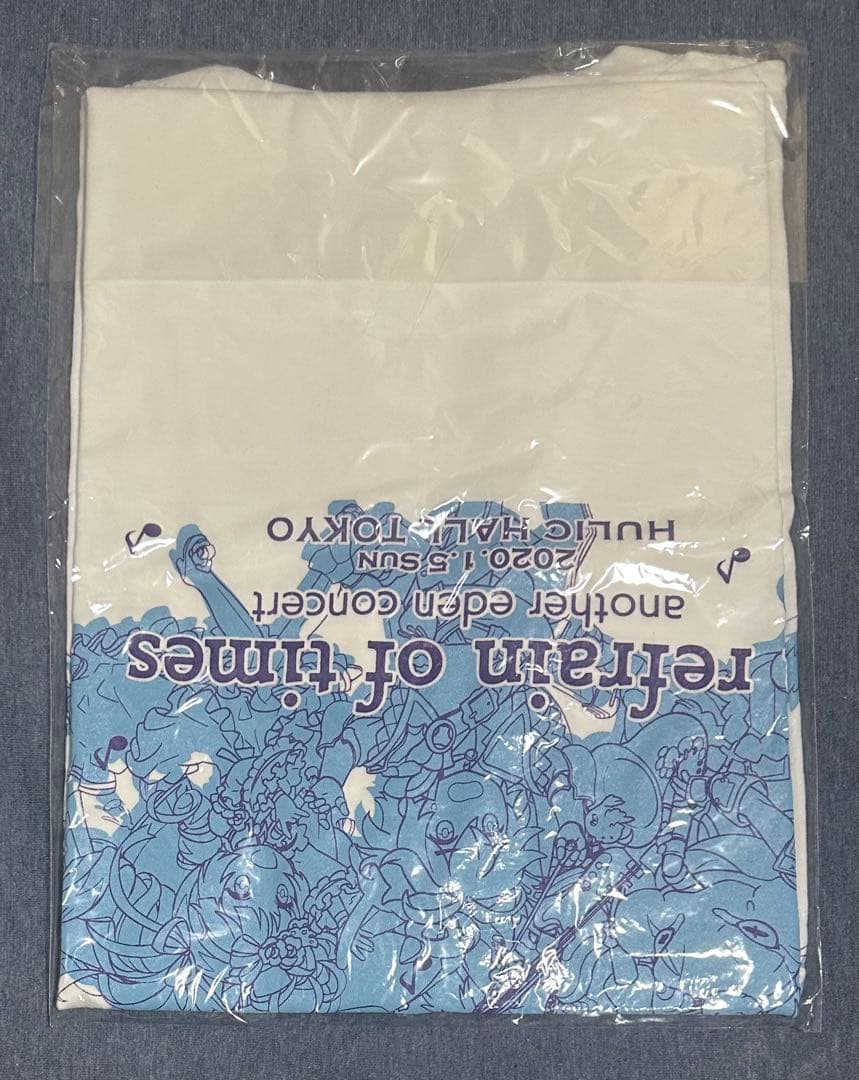 refrain of times
another eden concert
2020.1.5 SUN
HULIC HALL TOKYO